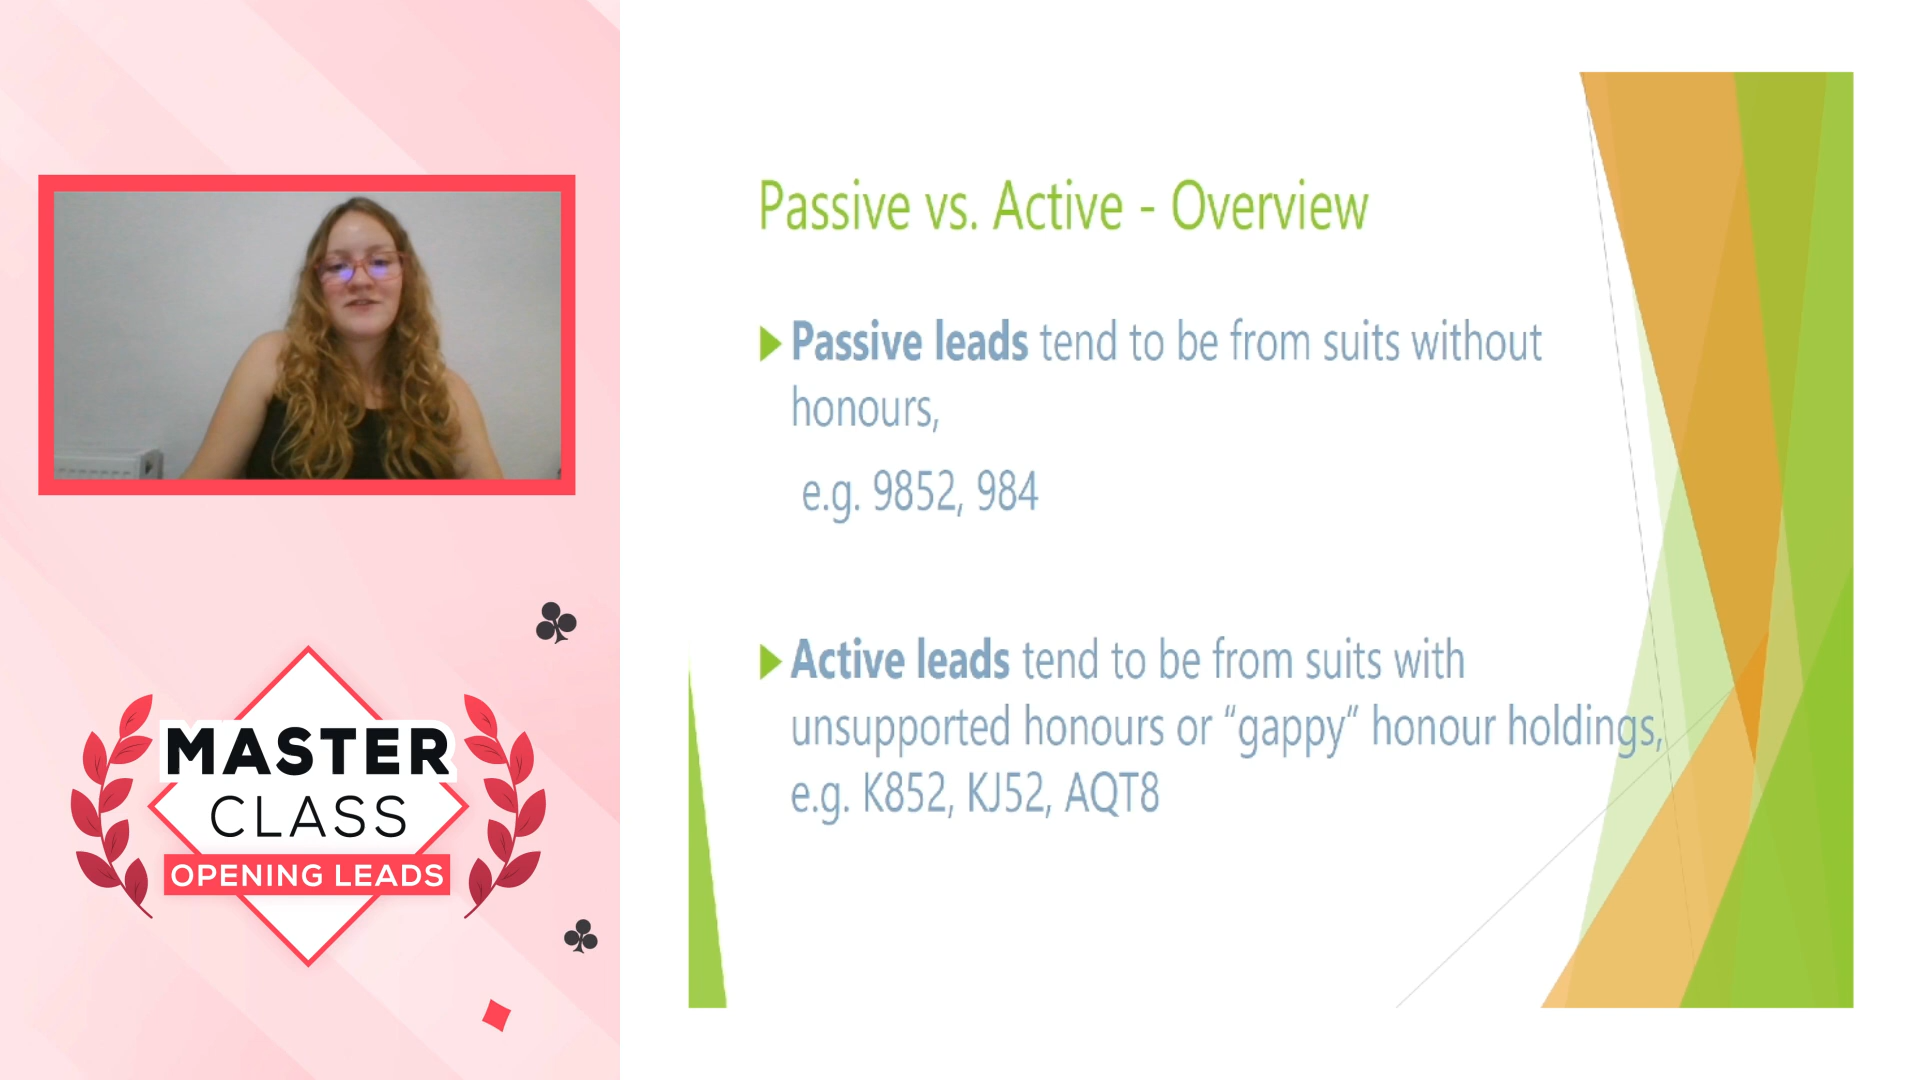 MASTER
CLASS
OPENING LEADS
Passive vs. Active - Overview
Passive leads tend to be from suits without
honours,
e.g. 9852, 984
Active leads tend to be from suits with
unsupported honours or “gappy” honour holdings,
e.g. K852, KJ52, AQT8